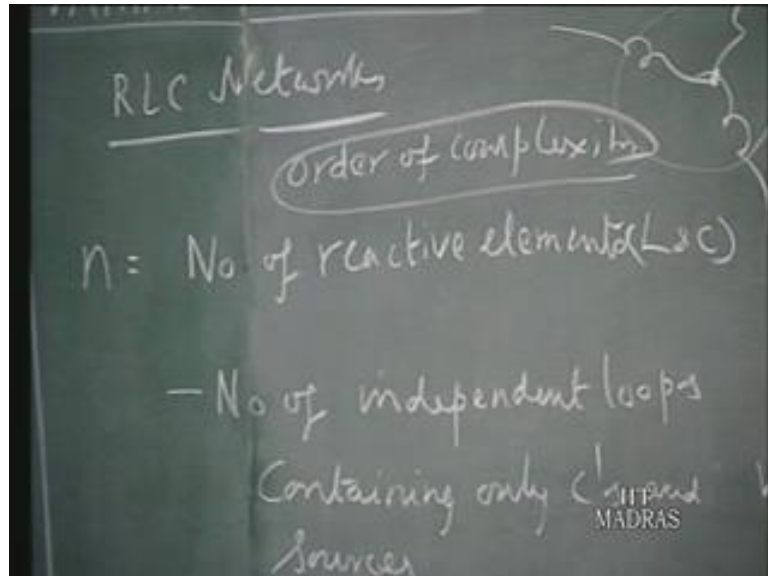 RLC Networks
order of complexity
n = No of reactive elements (L & C)
- No of independent loops
Containing only C's and
sources
IIT
MADRAS